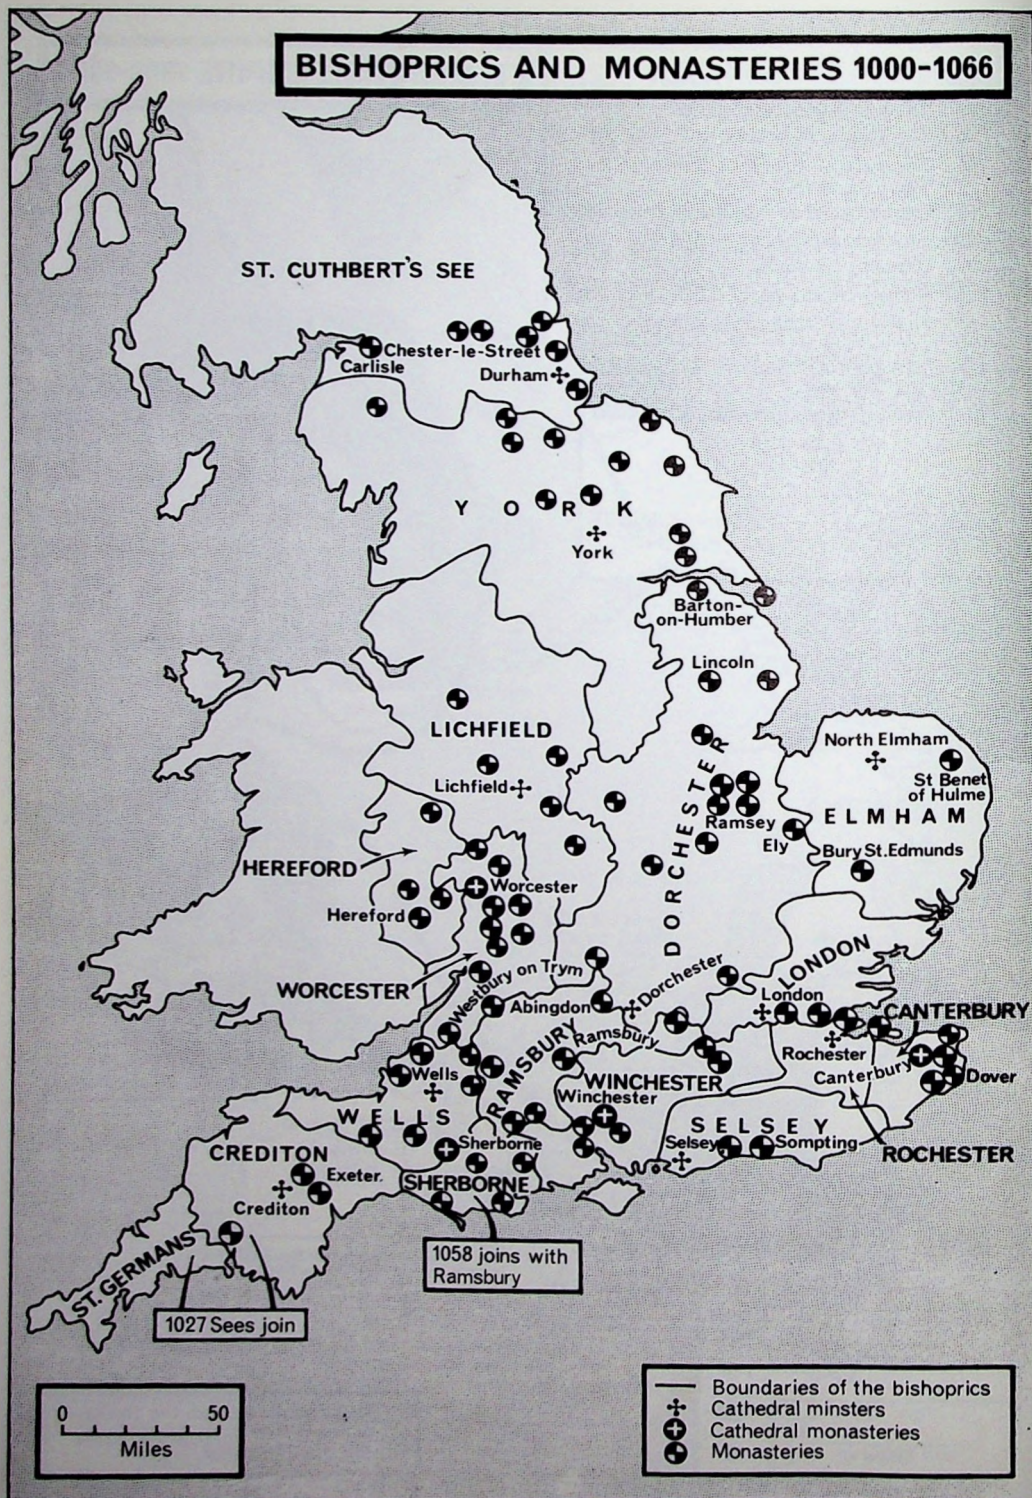 BISHOPRICS AND MONASTERIES 1000-1066
ST. CUTHBERT'S SEE
Chester-le-Street
Carlisle
Durham
Y O R K
York
Barton-
on-Humber
Lincoln
LICHFIELD
Lichfield
North Elmham
St Benet
of Hulme
ELMHAM
DORCHESTER
Ramsey
Ely
Bury St. Edmunds
HEREFORD
Worcester
Hereford
WORCESTER
Westbury on Trym
Abingdon
Dorchester
LONDON
London
CANTERBURY
Ramsbury
RAMSBURY
Rochester
Canterbury
Dover
Wells
WINCHESTER
Winchester
WELLS
SELSEY
Selsey
Sompting
Sherborne
ROCHESTER
CREDITON
Exeter.
SHERBORNE
Crediton
ST. GERMANS
1058 joins with
Ramsbury
1027 Sees join
Boundaries of the bishoprics
Cathedral minsters
Cathedral monasteries
Monasteries
0 50
Miles